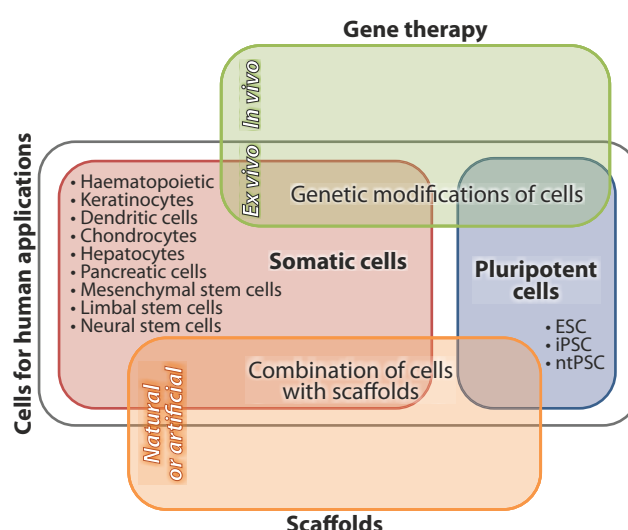 Gene therapy
In vivo
Ex vivo
Cells for human applications
• Haematopoietic
• Keratinocytes
• Dendritic cells
• Chondrocytes
• Hepatocytes
• Pancreatic cells
• Mesenchymal stem cells
• Limbal stem cells
• Neural stem cells
Genetic modifications of cells
Somatic cells
Pluripotent
cells
• ESC
• iPSC
• ntPSC
Combination of cells
with scaffolds
Natural
or artificial
Scaffolds